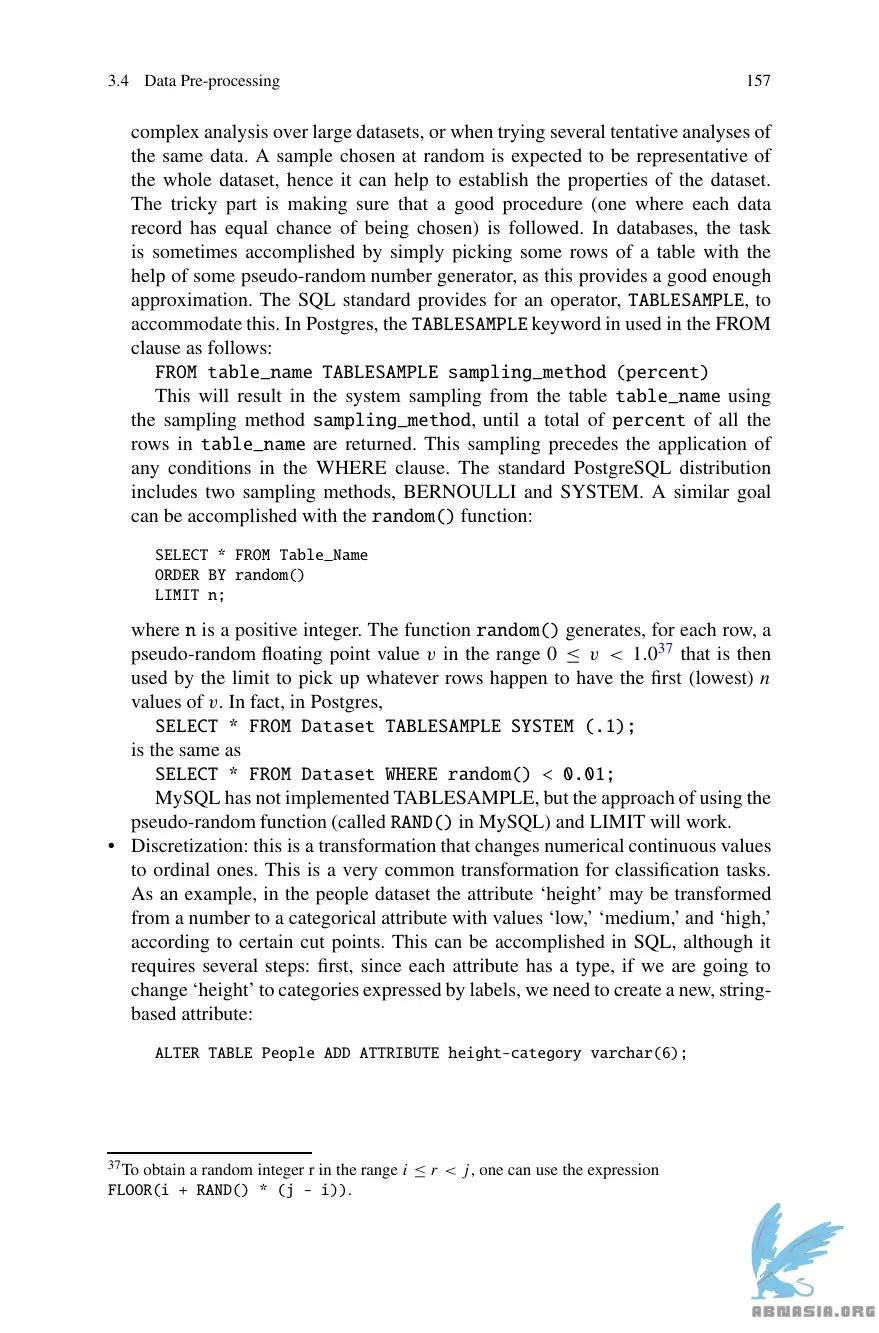 3.4 Data Pre-processing 157
complex analysis over large datasets, or when trying several tentative analyses of
the same data. A sample chosen at random is expected to be representative of
the whole dataset, hence it can help to establish the properties of the dataset.
The tricky part is making sure that a good procedure (one where each data
record has equal chance of being chosen) is followed. In databases, the task
is sometimes accomplished by simply picking some rows of a table with the
help of some pseudo-random number generator, as this provides a good enough
approximation. The SQL standard provides for an operator, TABLESAMPLE, to
accommodate this. In Postgres, the TABLESAMPLE keyword in used in the FROM
clause as follows:
FROM table_name TABLESAMPLE sampling_method (percent)
This will result in the system sampling from the table table_name using
the sampling method sampling_method, until a total of percent of all the
rows in table_name are returned. This sampling precedes the application of
any conditions in the WHERE clause. The standard PostgreSQL distribution
includes two sampling methods, BERNOULLI and SYSTEM. A similar goal
can be accomplished with the random() function:
SELECT * FROM Table_Name
ORDER BY random()
LIMIT n;
where n is a positive integer. The function random() generates, for each row, a
pseudo-random floating point value v in the range 0 ≤ v < 1.0³⁷ that is then
used by the limit to pick up whatever rows happen to have the first (lowest) n
values of v. In fact, in Postgres,
SELECT * FROM Dataset TABLESAMPLE SYSTEM (.1);
is the same as
SELECT * FROM Dataset WHERE random() < 0.01;
MySQL has not implemented TABLESAMPLE, but the approach of using the
pseudo-random function (called RAND() in MySQL) and LIMIT will work.
• Discretization: this is a transformation that changes numerical continuous values
to ordinal ones. This is a very common transformation for classification tasks.
As an example, in the people dataset the attribute ‘height’ may be transformed
from a number to a categorical attribute with values ‘low,’ ‘medium,’ and ‘high,’
according to certain cut points. This can be accomplished in SQL, although it
requires several steps: first, since each attribute has a type, if we are going to
change ‘height’ to categories expressed by labels, we need to create a new, string-
based attribute:
ALTER TABLE People ADD ATTRIBUTE height-category varchar(6);
³⁷To obtain a random integer r in the range i ≤ r < j, one can use the expression
FLOOR(i + RAND() * (j - i)).
ABNASIA.ORG